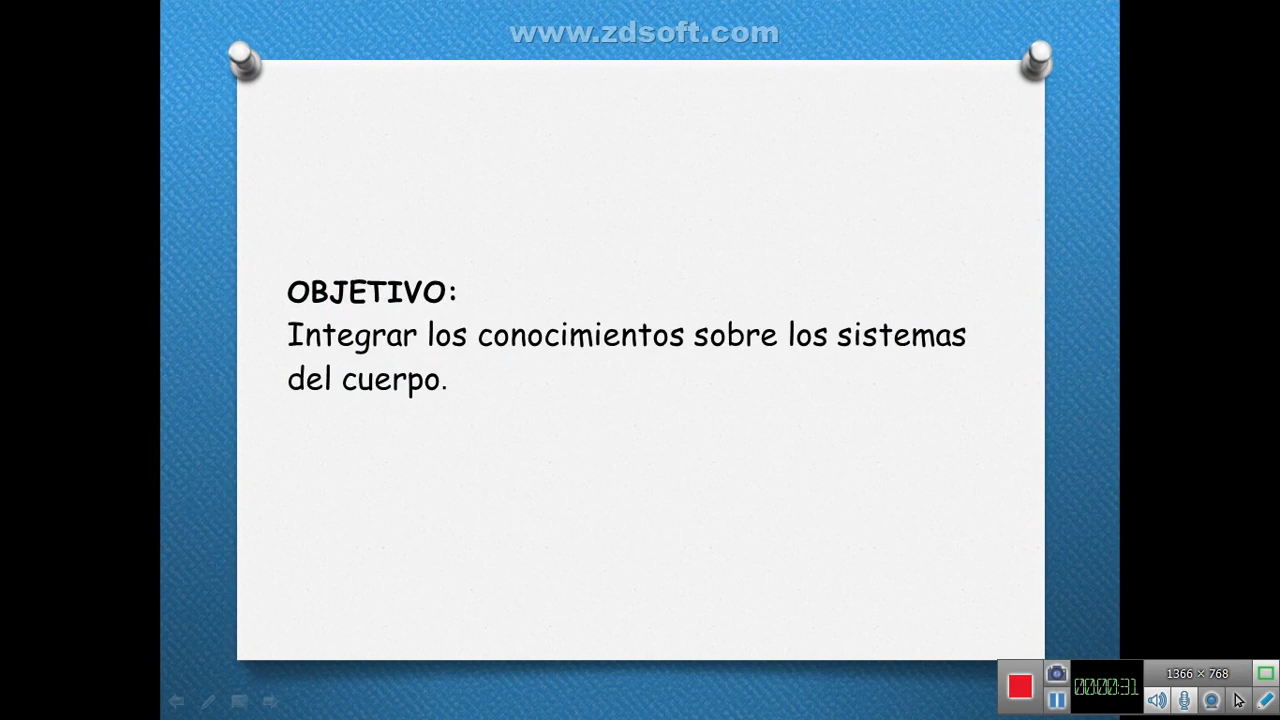 www.zdsoft.com
OBJETIVO:
Integrar los conocimientos sobre los sistemas
del cuerpo.
1366 × 768
00:00:31